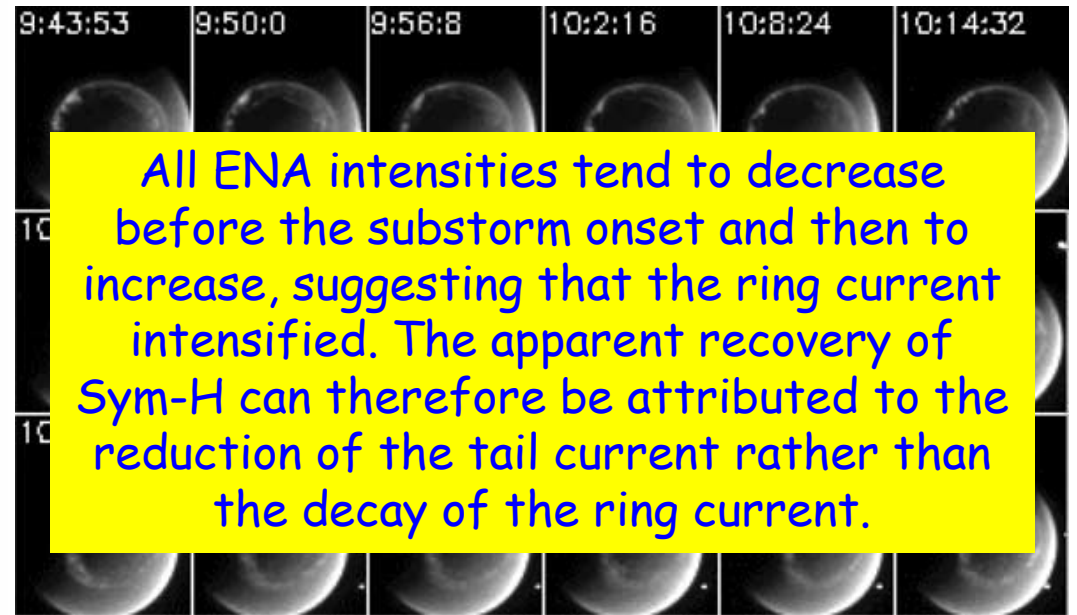 9:43:53 9:50:0 9:56:8 10:2:16 10:8:24 10:14:32
All ENA intensities tend to decrease
before the substorm onset and then to
increase, suggesting that the ring current
intensified. The apparent recovery of
Sym-H can therefore be attributed to the
reduction of the tail current rather than
the decay of the ring current.